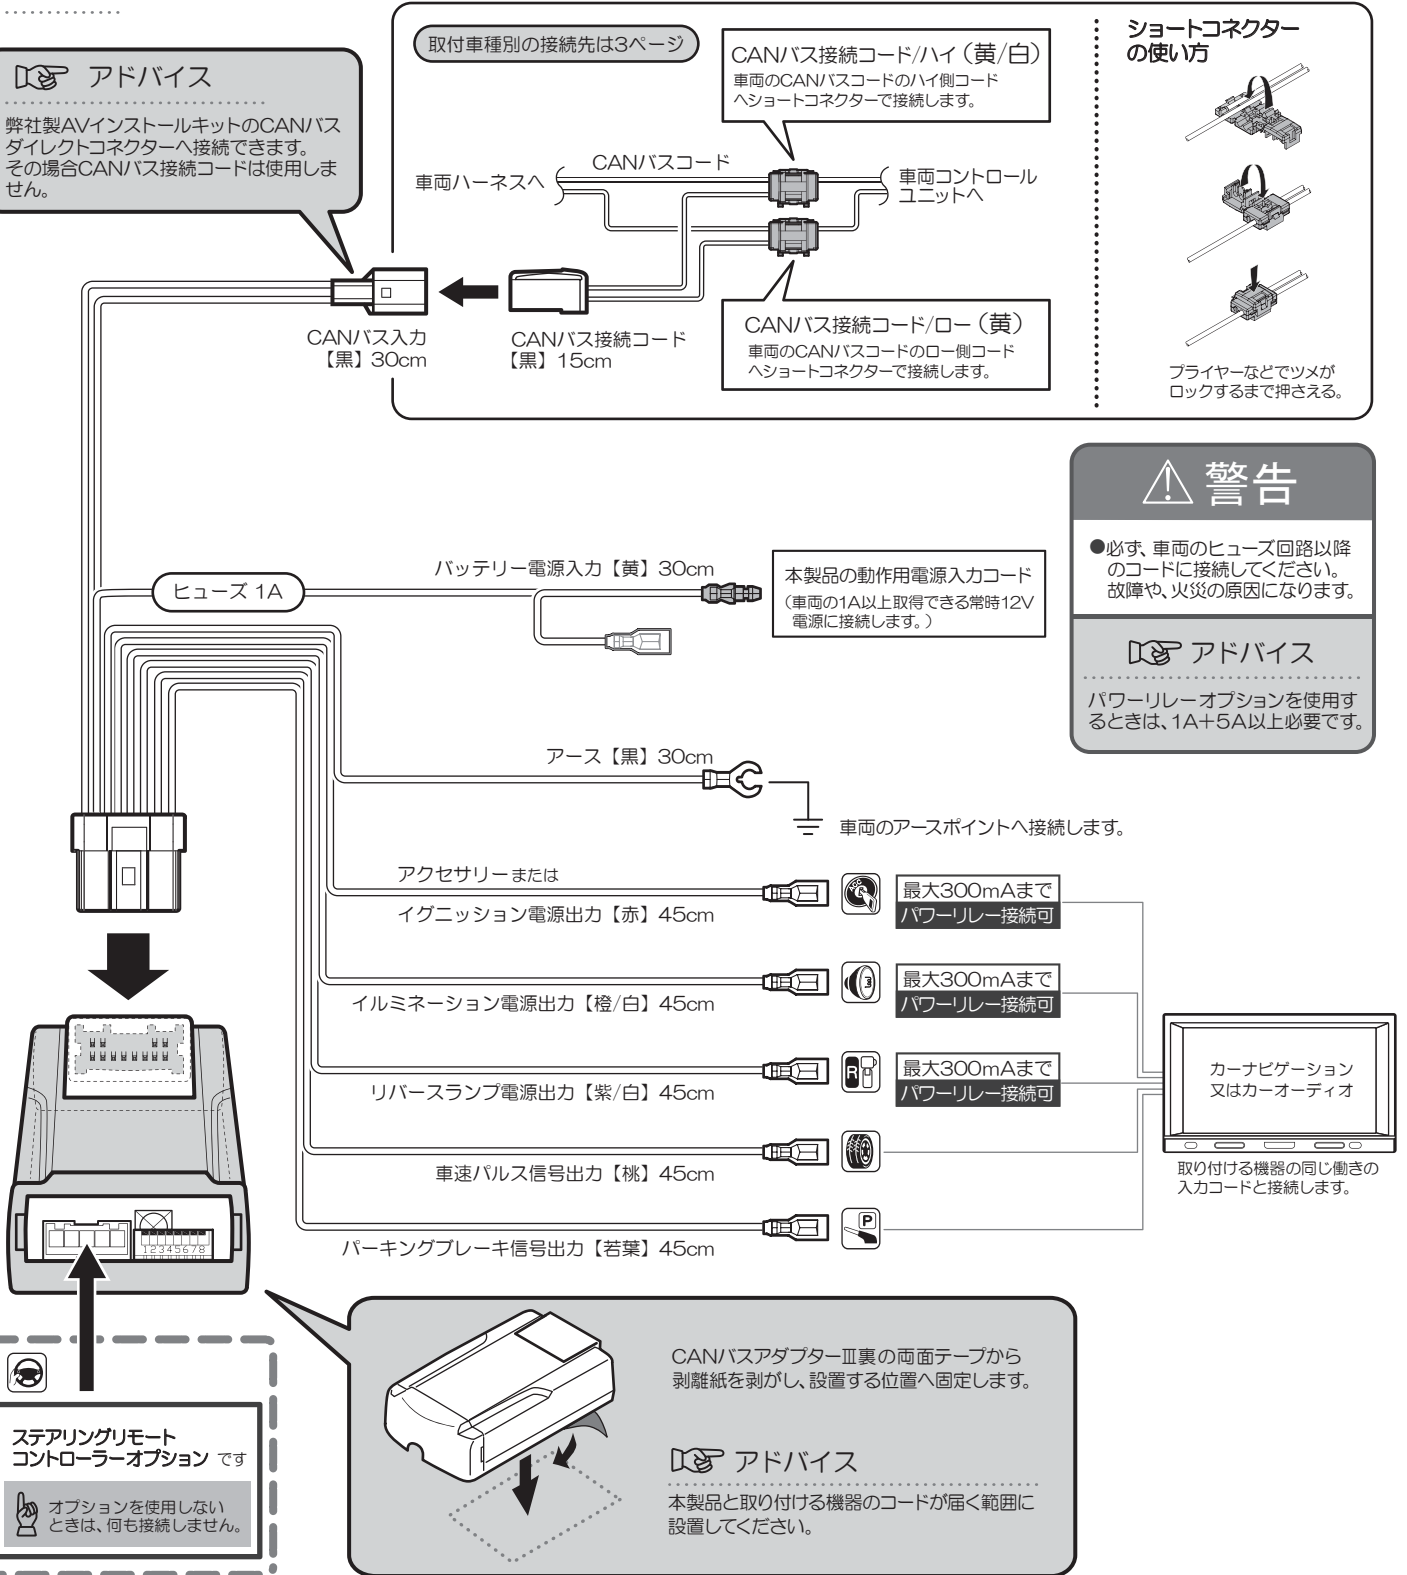 取付車種別の接続先は3ページ
アドバイス
弊社製AVインストールキットのCANバス
ダイレクトコネクターへ接続できます。
その場合CANバス接続コードは使用しま
せん。
CANバス接続コード/ハイ（黄/白）
車両のCANバスコードのハイ側コード
へショートコネクターで接続します。
CANバスコード
車両ハーネスへ
車両コントロール
ユニットへ
CANバス接続コード/ロー（黄）
車両のCANバスコードのロー側コード
へショートコネクターで接続します。
CANバス入力
【黒】30cm
CANバス接続コード
【黒】15cm
ショートコネクター
の使い方
プライヤーなどでツメが
ロックするまで押さえる。
警告
●必ず、車両のヒューズ回路以降
のコードに接続してください。
故障や、火災の原因になります。
アドバイス
パワーリレーオプションを使用す
るときは、1A＋5A以上必要です。
ヒューズ 1A
バッテリー電源入力【黄】30cm
本製品の動作用電源入力コード
（車両の1A以上取得できる常時12V
電源に接続します。）
アース【黒】30cm
車両のアースポイントへ接続します。
アクセサリーまたは
イグニッション電源出力【赤】45cm
ACC
最大300mAまで
パワーリレー接続可
イルミネーション電源出力【橙/白】45cm
最大300mAまで
パワーリレー接続可
リバースランプ電源出力【紫/白】45cm
R
最大300mAまで
パワーリレー接続可
車速パルス信号出力【桃】45cm
パーキングブレーキ信号出力【若葉】45cm
P
カーナビゲーション
又はカーオーディオ
取り付ける機器の同じ働きの
入力コードと接続します。
12345678
ステアリングリモート
コントローラーオプション です
オプションを使用しない
ときは、何も接続しません。
CANバスアダプターⅢ裏の両面テープから
剥離紙を剥がし、設置する位置へ固定します。
アドバイス
本製品と取り付ける機器のコードが届く範囲に
設置してください。